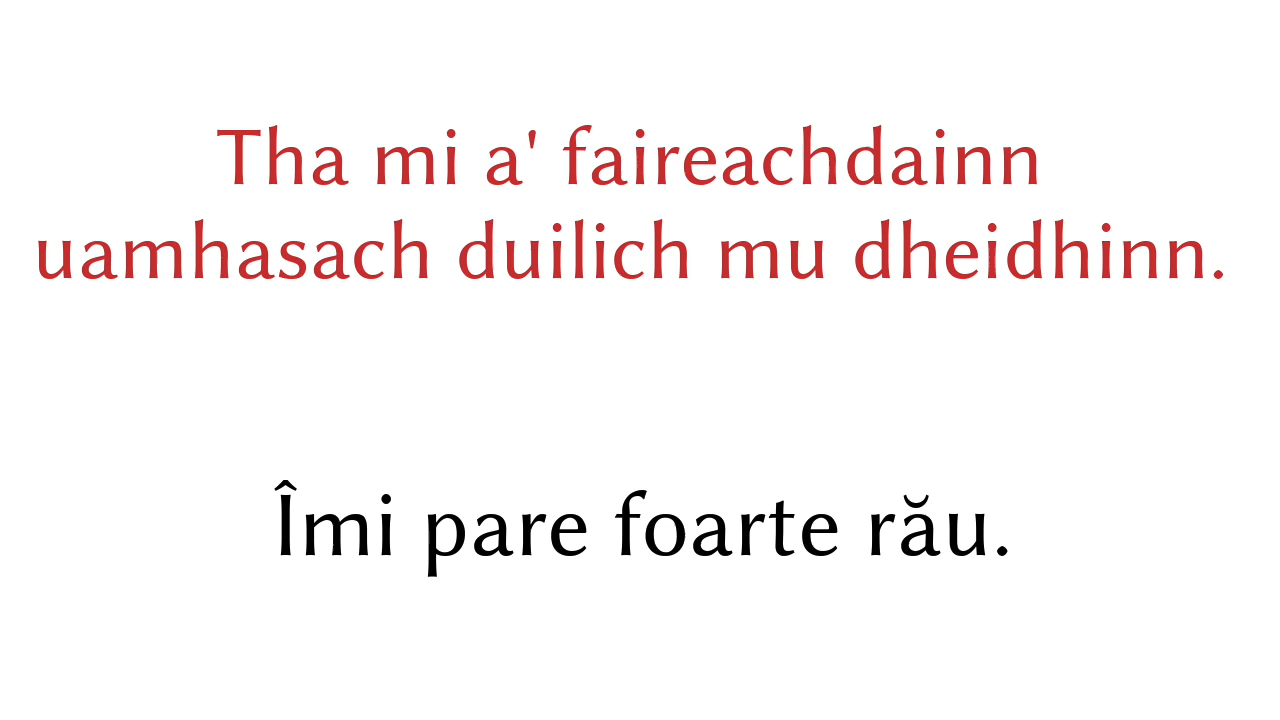 Tha mi a' faireachdainn
uamhasach duilich mu dheidhinn.
Îmi pare foarte rău.